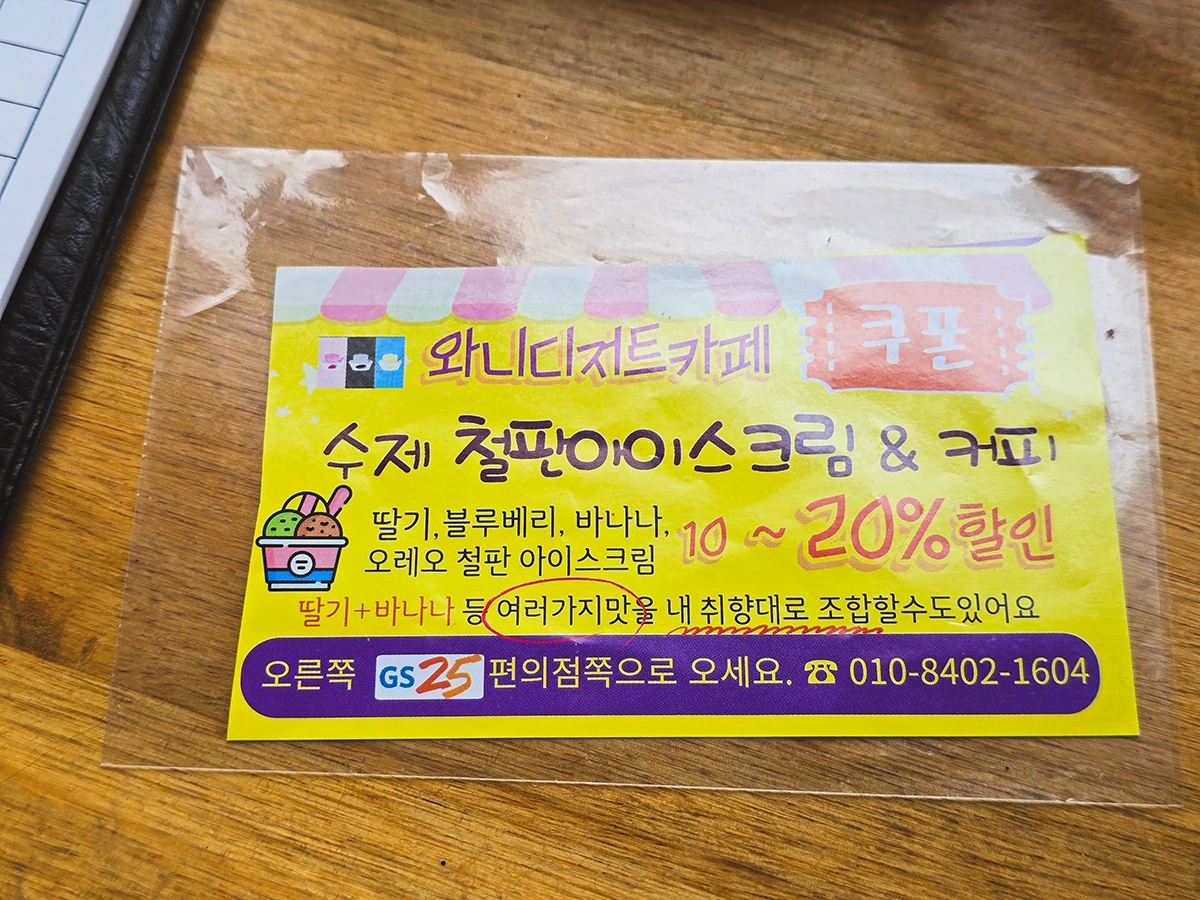 와니디저트카페
쿠폰
수제 철판아이스크림 & 커피
딸기, 블루베리, 바나나,
오레오 철판 아이스크림
10 ~ 20% 할인
딸기+바나나 등 여러가지맛을 내 취향대로 조합할수도있어요
오른쪽 GS25 편의점쪽으로 오세요. ☎ 010-8402-1604